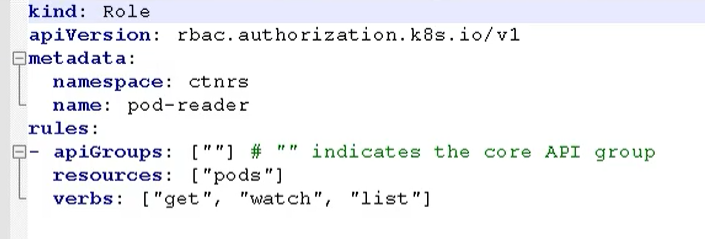 kind: Role
apiVersion: rbac.authorization.k8s.io/v1
metadata:
  namespace: ctnrs
  name: pod-reader
rules:
- apiGroups: [""] # "" indicates the core API group
  resources: ["pods"]
  verbs: ["get", "watch", "list"]